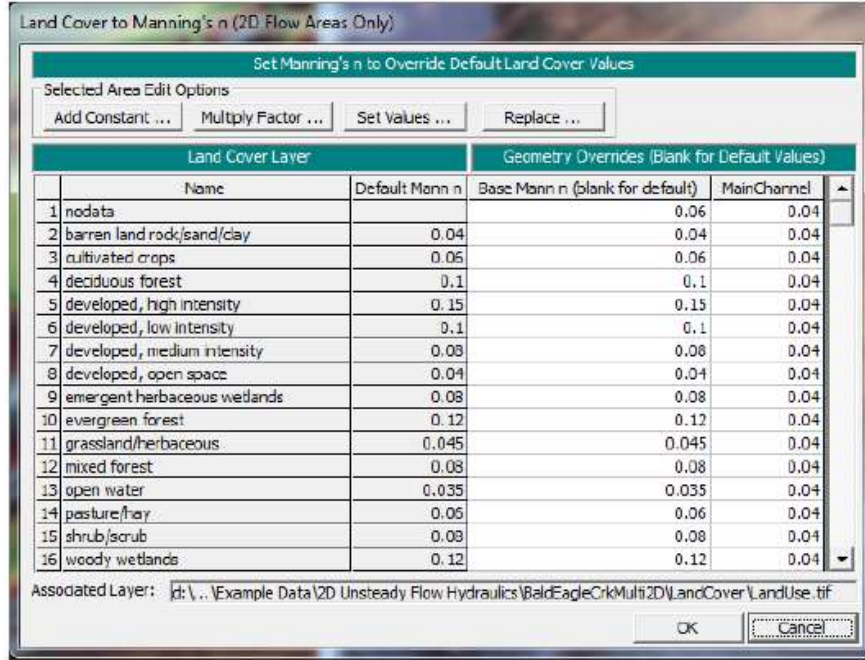 Land Cover to Manning's n (2D Flow Areas Only)
Set Manning's n to Override Default Land Cover Values
Selected Area Edit Options
Add Constant ... Multiply Factor ... Set Values ... Replace ...
Land Cover Layer Geometry Overrides (Blank for Default Values)
Name Default Mann n Base Mann n (blank for default) MainChannel
1 nodata 0.06 0.04
2 barren land rock/sand/clay 0.04 0.04 0.04
3 cultivated crops 0.06 0.06 0.04
4 deciduous forest 0.1 0.1 0.04
5 developed, high intensity 0.15 0.15 0.04
6 developed, low intensity 0.1 0.1 0.04
7 developed, medium intensity 0.08 0.08 0.04
8 developed, open space 0.04 0.04 0.04
9 emergent herbaceous wetlands 0.08 0.08 0.04
10 evergreen forest 0.12 0.12 0.04
11 grassland/herbaceous 0.045 0.045 0.04
12 mixed forest 0.08 0.08 0.04
13 open water 0.035 0.035 0.04
14 pasture/hay 0.06 0.06 0.04
15 shrub/scrub 0.08 0.08 0.04
16 woody wetlands 0.12 0.12 0.04
Associated Layer: d:\ ... \Example Data\2D Unsteady Flow Hydraulics\BaldEagleCrkMulti2D\LandCover\LandUse.tif
OK Cancel